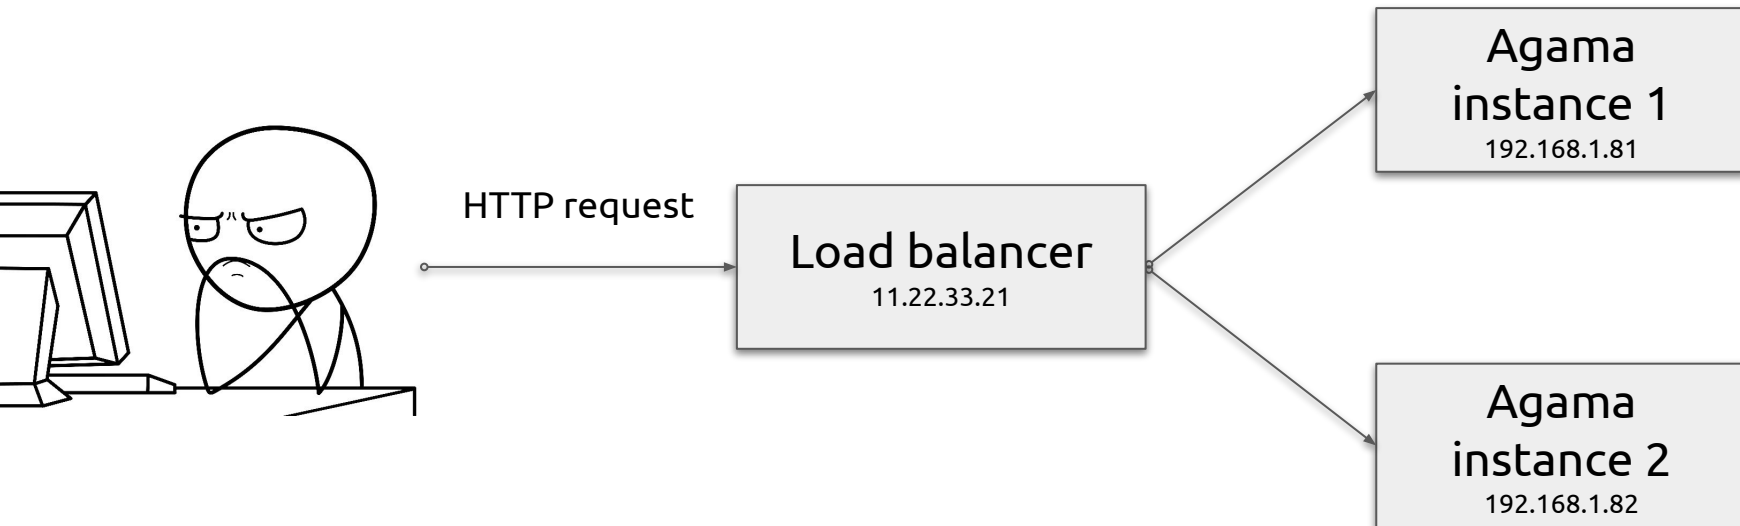 HTTP request
Load balancer
11.22.33.21
Agama
instance 1
192.168.1.81
Agama
instance 2
192.168.1.82